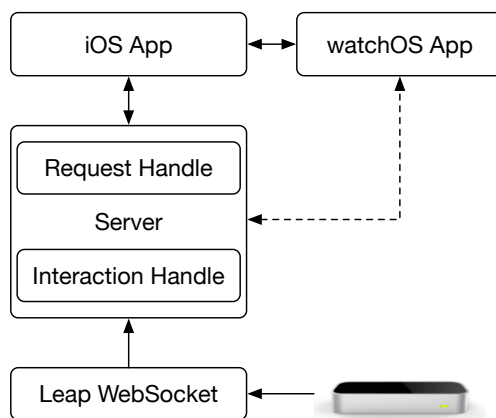 iOS App
watchOS App
Request Handle
Server
Interaction Handle
Leap WebSocket